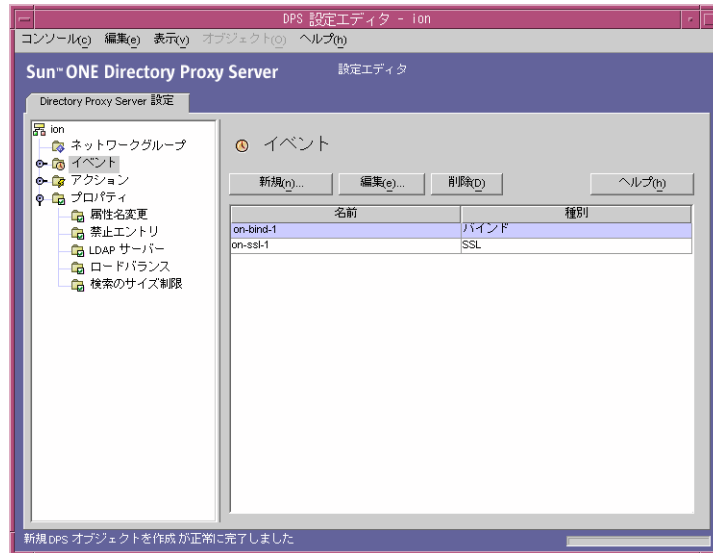 DPS 設定エディタ - ion
コンソール(c) 編集(e) 表示(v) オブジェクト(O) ヘルプ(h)
Sun™ ONE Directory Proxy Server 設定エディタ
Directory Proxy Server 設定
ion
ネットワークグループ
イベント
アクション
プロパティ
属性名変更
禁止エントリ
LDAP サーバー
ロードバランス
検索のサイズ制限
イベント
新規(n)... 編集(e)... 削除(D) ヘルプ(h)
名前 種別
on-bind-1 バインド
on-ssl-1 SSL
新規 DPS オブジェクトを作成 が正常に完了しました